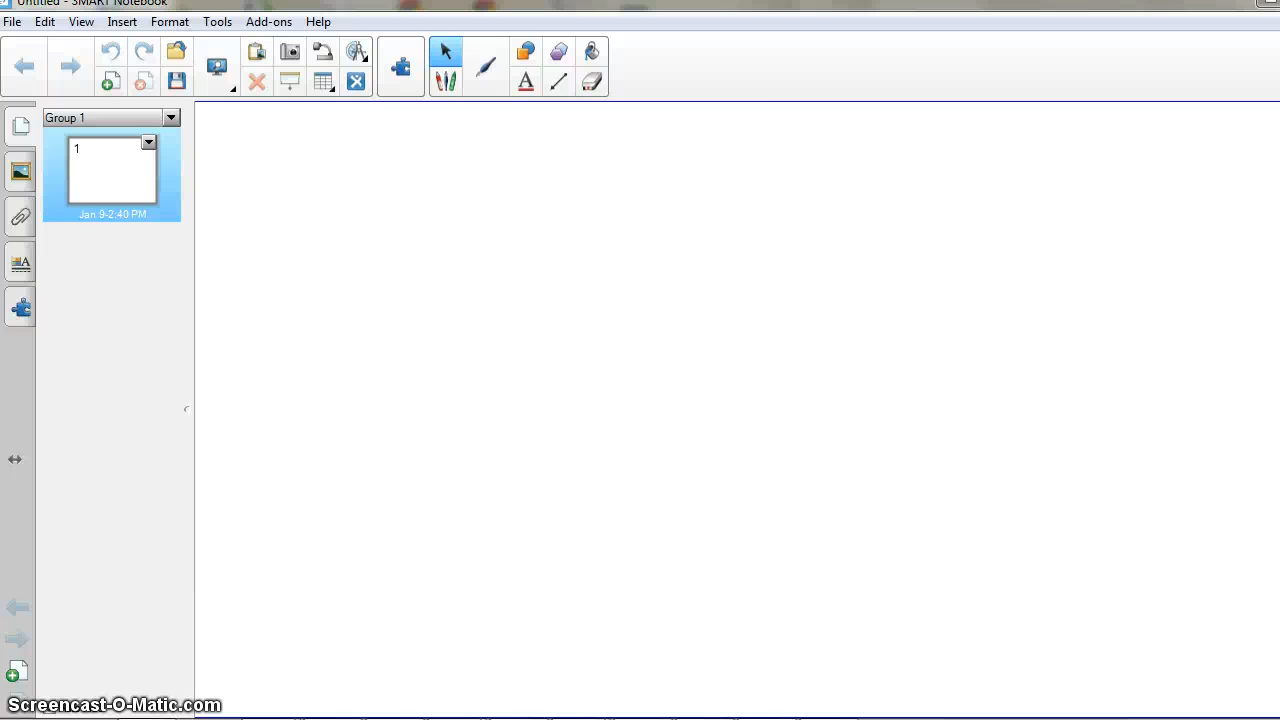 Untitled - SMART Notebook
File Edit View Insert Format Tools Add-ons Help
Group 1
1
Jan 9-2:40 PM
Screencast-O-Matic.com